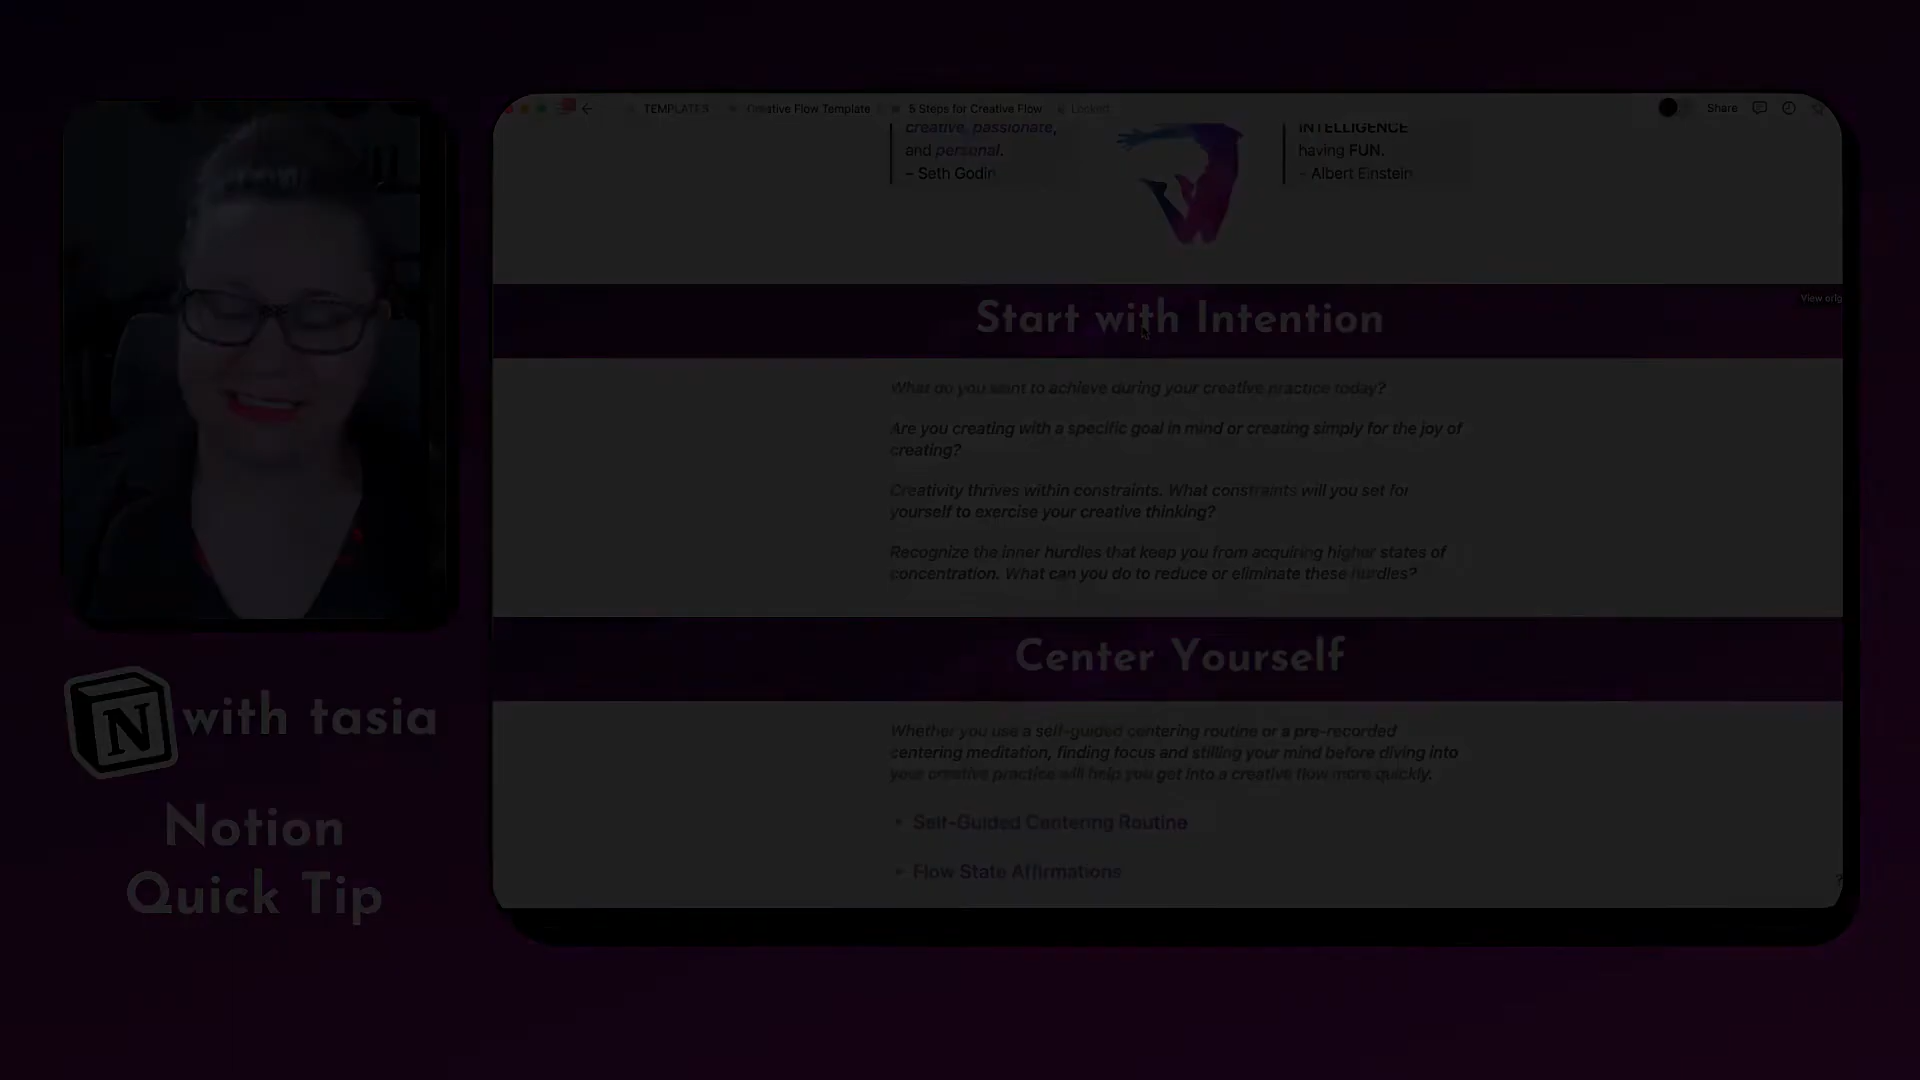 TEMPLATES
Creative Flow Template
5 Steps for Creative Flow
Locked
Share
creative, passionate,
and personal.
– Seth Godin
INTELLIGENCE
having FUN.
– Albert Einstein
Start with Intention
View orig
What do you want to achieve during your creative practice today?
Are you creating with a specific goal in mind or creating simply for the joy of
creating?
Creativity thrives within constraints. What constraints will you set for
yourself to exercise your creative thinking?
Recognize the inner hurdles that keep you from acquiring higher states of
concentration. What can you do to reduce or eliminate these hurdles?
Center Yourself
Whether you use a self-guided centering routine or a pre-recorded
centering meditation, finding focus and stilling your mind before diving into
your creative practice will help you get into a creative flow more quickly.
Self-Guided Centering Routine
Flow State Affirmations
?
N with tasia
Notion
Quick Tip